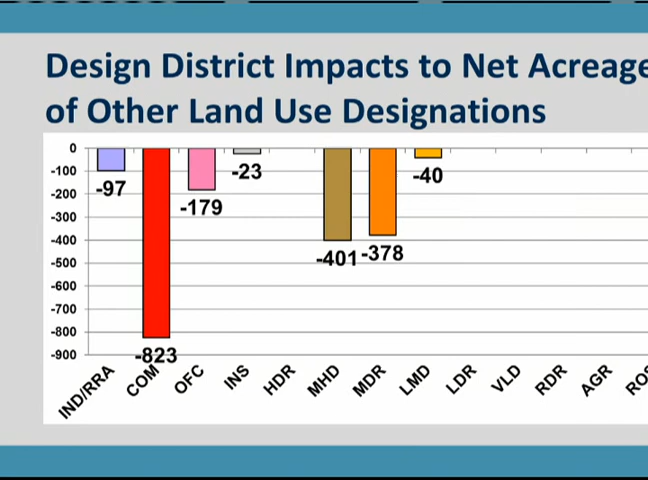 Design District Impacts to Net Acreage
of Other Land Use Designations
0
-100
-200
-300
-400
-500
-600
-700
-800
-900
-97
-823
-179
-23
-401
-378
-40
IND/RRA
COM
OFC
INS
HDR
MHD
MDR
LMD
LDR
VLD
RDR
AGR